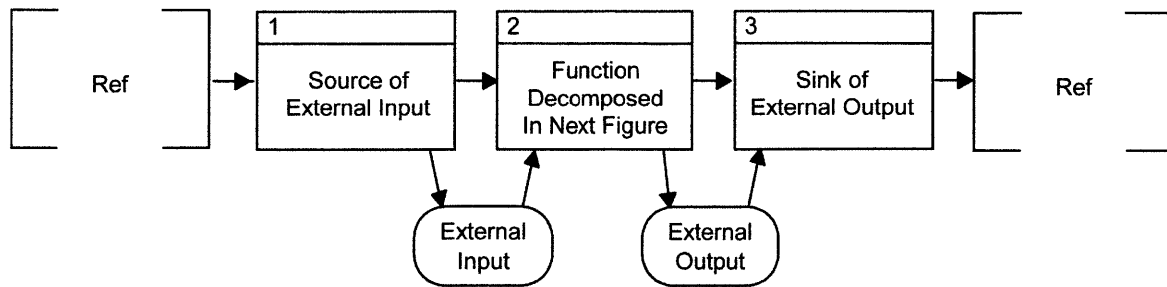 Ref
1
Source of
External Input
2
Function
Decomposed
In Next Figure
3
Sink of
External Output
Ref
External
Input
External
Output